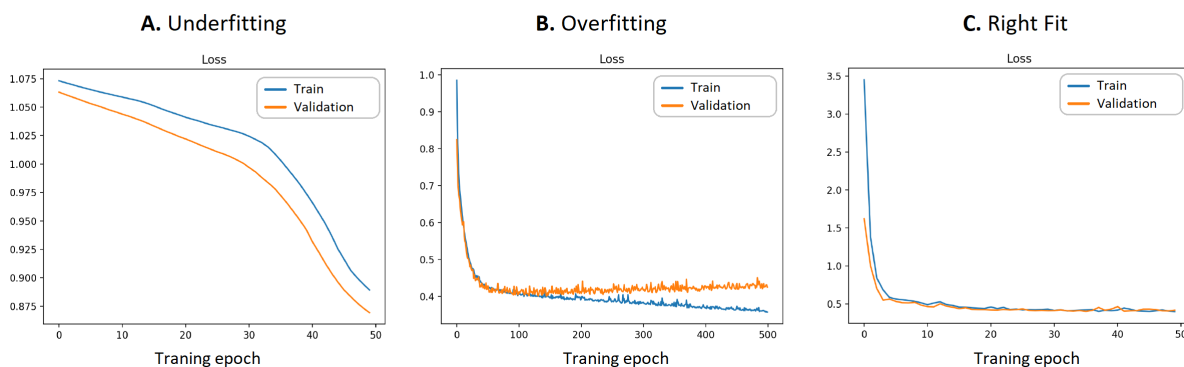 A. Underfitting
Loss
1.075
1.050
1.025
1.000
0.975
0.950
0.925
0.900
0.875
Train
Validation
0 10 20 30 40 50
Traning epoch
B. Overfitting
Loss
1.0
0.9
0.8
0.7
0.6
0.5
0.4
Train
Validation
0 100 200 300 400 500
Traning epoch
C. Right Fit
Loss
3.5
3.0
2.5
2.0
1.5
1.0
0.5
Train
Validation
0 10 20 30 40 50
Traning epoch